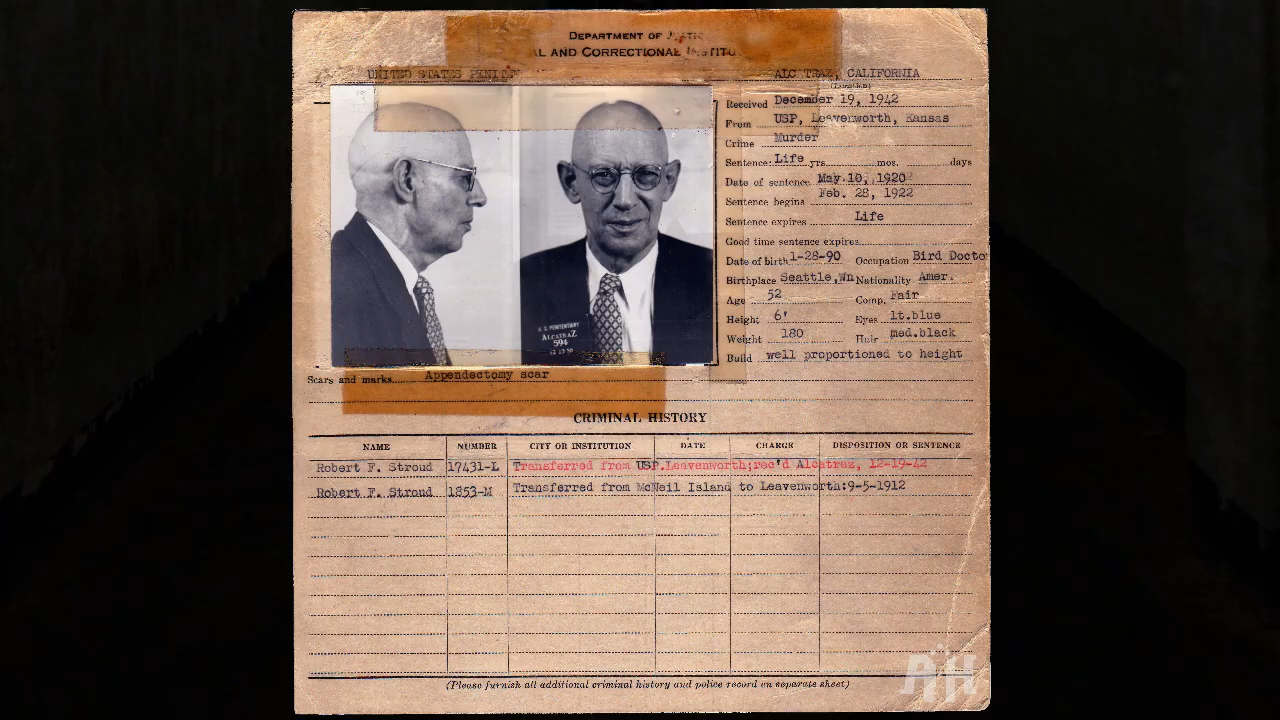 DEPARTMENT OF JUSTIC
AL AND CORRECTIONAL INSTITU
UNITED STATES PENITEN
ALC TRAZ, CALIFORNIA
(Location)
Received December 19, 1942
From USP, Leavenworth, Kansas
Crime Murder
Sentence: Life yrs. mos. days
Date of sentence May 10, 1920
Sentence begins Feb. 28, 1922
Sentence expires Life
Good time sentence expires
Date of birth 1-28-90 Occupation Bird Docto
Birthplace Seattle,Wn Nationality Amer.
Age 52 Comp. Fair
Height 6' Eyes lt.blue
Weight 180 Hair med.black
Build well proportioned to height
U. S. PENITENTIARY
ALCATRAZ
594
Scars and marks Appendectomy scar
CRIMINAL HISTORY
NAME NUMBER CITY OR INSTITUTION DATE CHARGE DISPOSITION OR SENTENCE
Robert F. Stroud 17431-L Transferred from USP.Leavenworth;rec'd Alcatraz, 12-19-42
Robert F. Stroud 1853-M Transferred from McNeil Island to Leavenworth:9-5-1912
(Please furnish all additional criminal history and police record on separate sheet)
AH